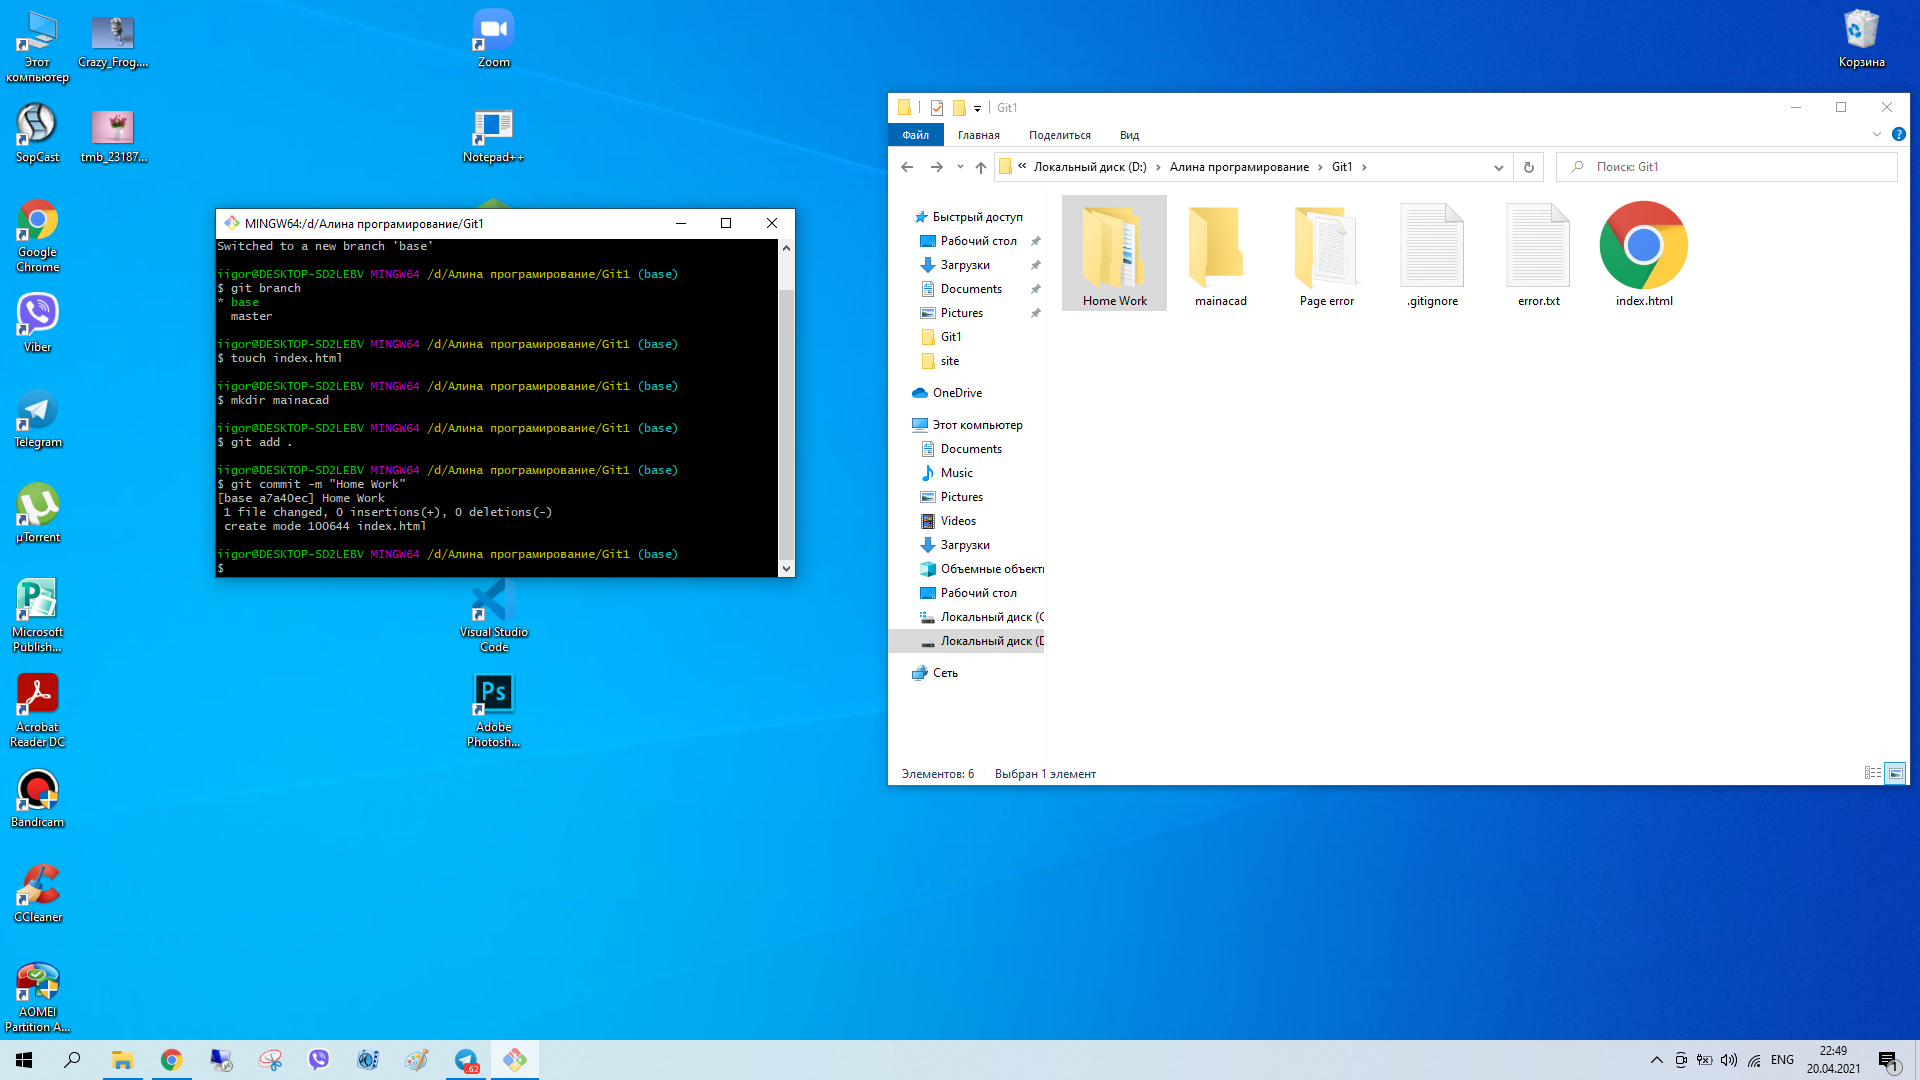 Этот
компьютер
Crazy_Frog....
Zoom
Корзина
SopCast
tmb_23187...
Notepad++
Google
Chrome
Viber
Telegram
µTorrent
Microsoft
Publish...
Acrobat
Reader DC
Bandicam
CCleaner
AOMEI
Partition A...
Visual Studio
Code
Ps
Adobe
Photosh...
MINGW64:/d/Алина програмирование/Git1
Switched to a new branch 'base'
iigor@DESKTOP-SD2LEBV MINGW64 /d/Алина програмирование/Git1 (base)
$ git branch
* base
master
iigor@DESKTOP-SD2LEBV MINGW64 /d/Алина програмирование/Git1 (base)
$ touch index.html
iigor@DESKTOP-SD2LEBV MINGW64 /d/Алина програмирование/Git1 (base)
$ mkdir mainacad
iigor@DESKTOP-SD2LEBV MINGW64 /d/Алина програмирование/Git1 (base)
$ git add .
iigor@DESKTOP-SD2LEBV MINGW64 /d/Алина програмирование/Git1 (base)
$ git commit -m "Home Work"
[base a7a40ec] Home Work
1 file changed, 0 insertions(+), 0 deletions(-)
create mode 100644 index.html
iigor@DESKTOP-SD2LEBV MINGW64 /d/Алина програмирование/Git1 (base)
$
Git1
Файл Главная Поделиться Вид
« Локальный диск (D:) › Алина програмирование › Git1 ›
Поиск: Git1
Быстрый доступ
Рабочий стол
Загрузки
Documents
Pictures
Git1
site
OneDrive
Этот компьютер
Documents
Music
Pictures
Videos
Загрузки
Объемные объекты
Рабочий стол
Локальный диск (C
Локальный диск (D
Сеть
Home Work
mainacad
Page error
.gitignore
error.txt
index.html
Элементов: 6 Выбран 1 элемент
.62
ENG
22:49
20.04.2021
1